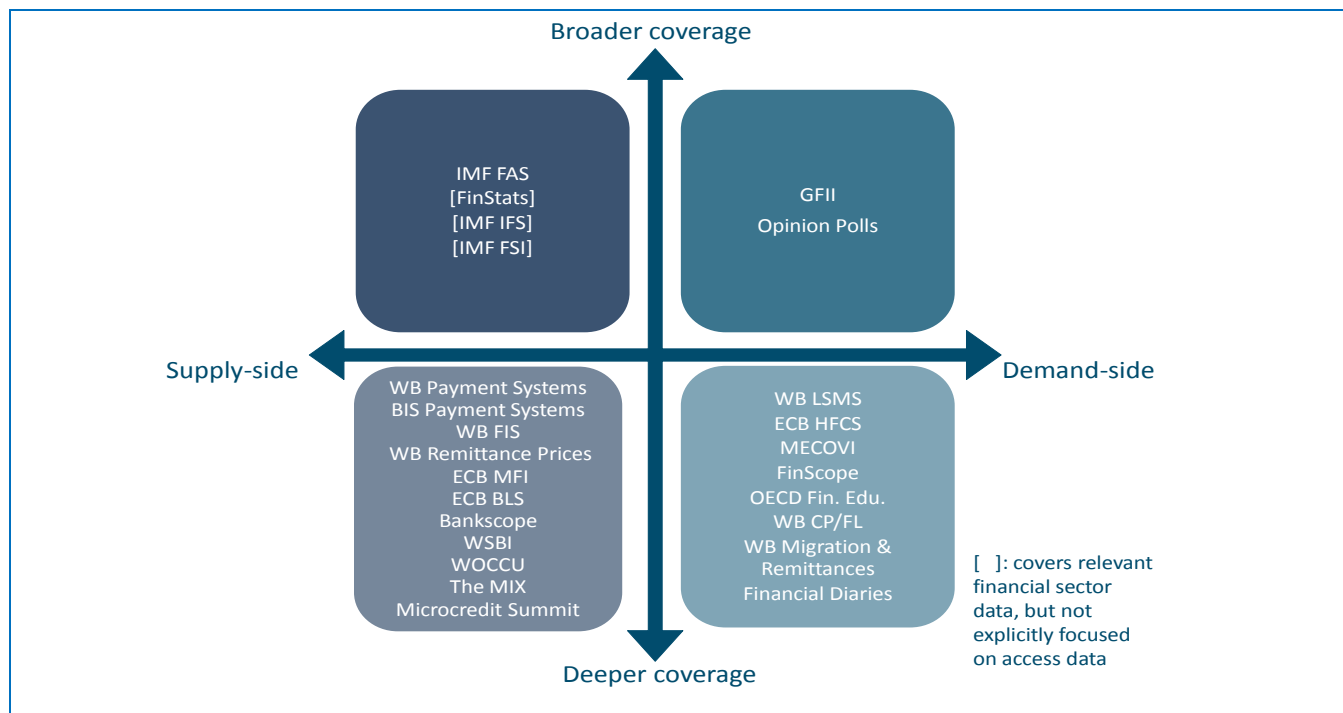 Broader coverage
IMF FAS
[FinStats]
[IMF IFS]
[IMF FSI]
GFII
Opinion Polls
Supply-side
Demand-side
WB Payment Systems
BIS Payment Systems
WB FIS
WB Remittance Prices
ECB MFI
ECB BLS
Bankscope
WSBI
WOCCU
The MIX
Microcredit Summit
WB LSMS
ECB HFCS
MECOVI
FinScope
OECD Fin. Edu.
WB CP/FL
WB Migration &
Remittances
Financial Diaries
[ ]: covers relevant
financial sector
data, but not
explicitly focused
on access data
Deeper coverage